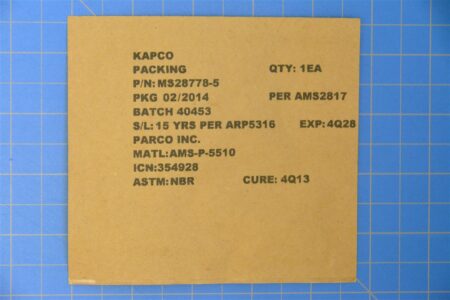 KAPCO
PACKING QTY: 1EA
P/N: MS28778-5
PKG 02/2014 PER AMS2817
BATCH 40453
S/L: 15 YRS PER ARP5316 EXP: 4Q28
PARCO INC.
MATL: AMS-P-5510
ICN: 354928
ASTM: NBR CURE: 4Q13